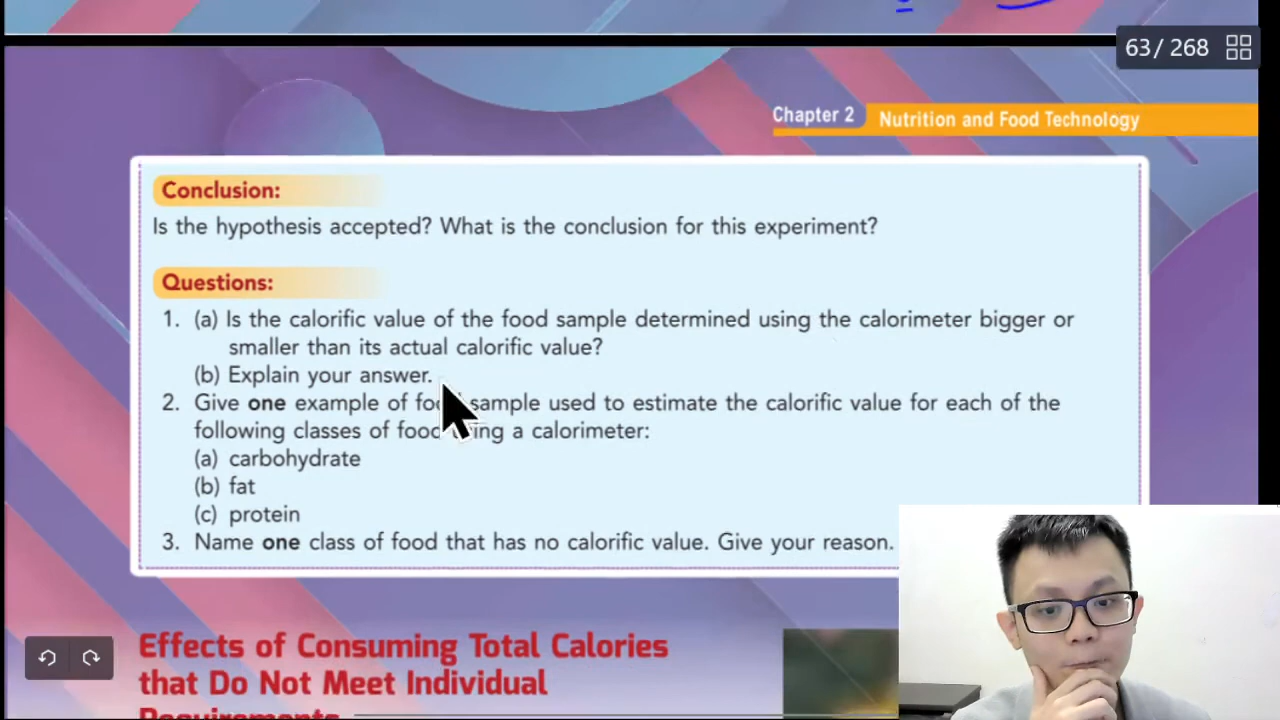 63/ 268
Chapter 2 Nutrition and Food Technology
Conclusion:
Is the hypothesis accepted? What is the conclusion for this experiment?
Questions:
1. (a) Is the calorific value of the food sample determined using the calorimeter bigger or
smaller than its actual calorific value?
(b) Explain your answer.
2. Give one example of food sample used to estimate the calorific value for each of the
following classes of food using a calorimeter:
(a) carbohydrate
(b) fat
(c) protein
3. Name one class of food that has no calorific value. Give your reason.
Effects of Consuming Total Calories
that Do Not Meet Individual
Requirements